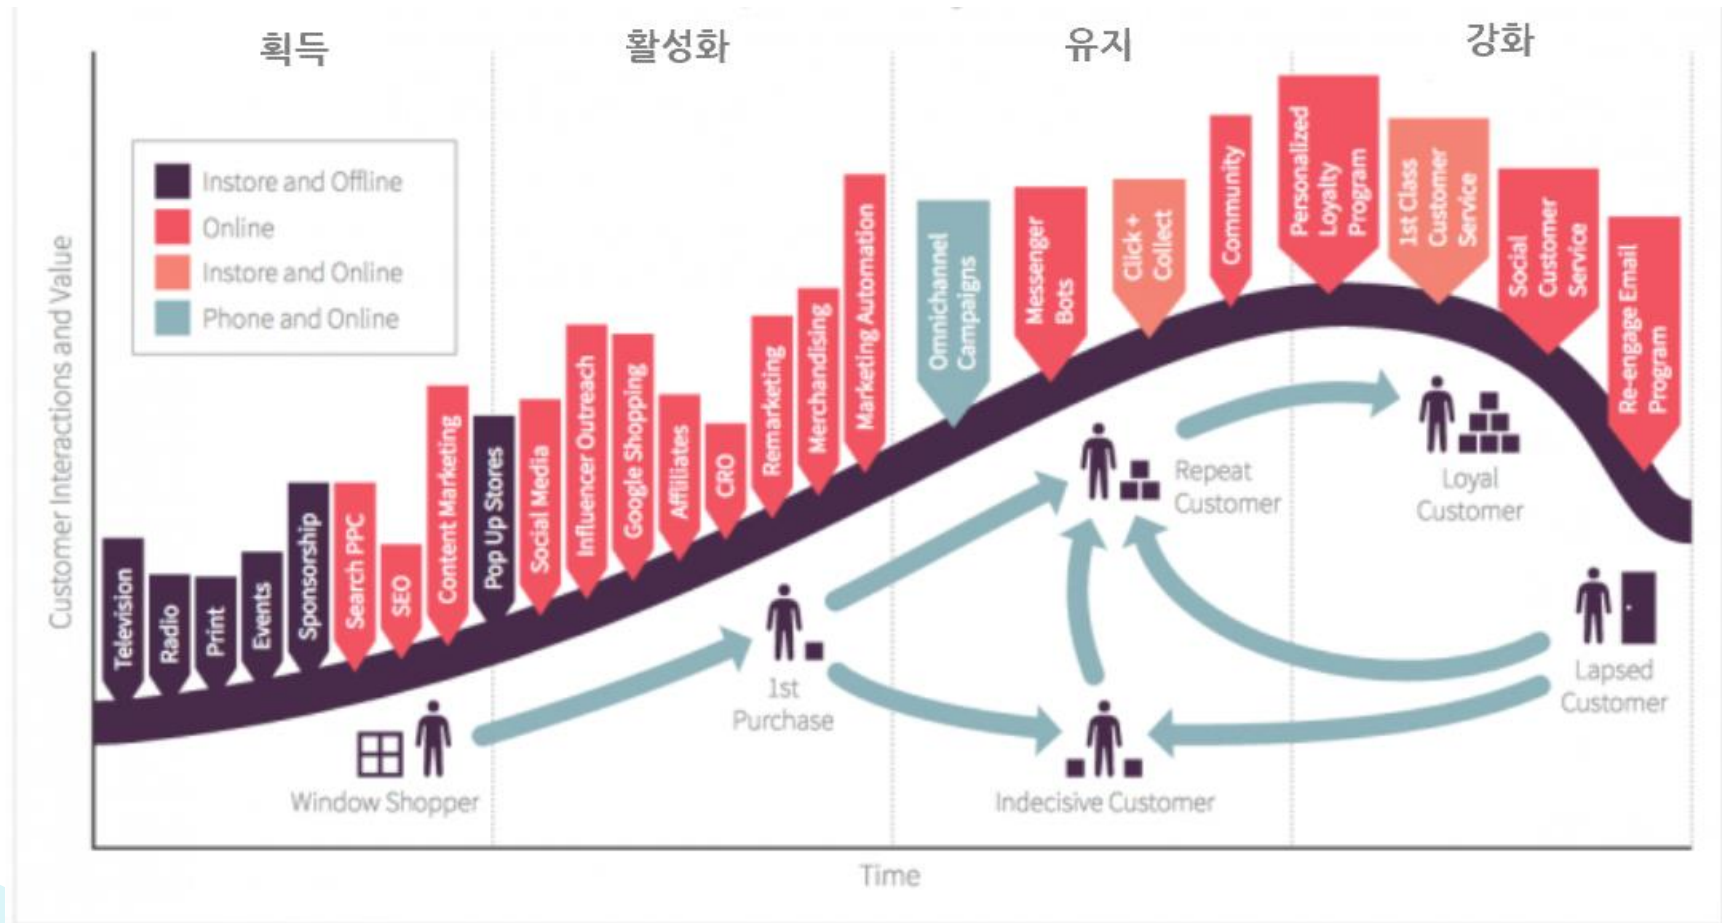 획득
활성화
유지
강화
Instore and Offline
Online
Instore and Online
Phone and Online
Customer Interactions and Value
Television
Radio
Print
Events
Sponsorship
Search PPC
SEO
Content Marketing
Pop Up Stores
Social Media
Influencer Outreach
Google Shopping
Affiliates
CRO
Remarketing
Merchandising
Marketing Automation
Omnichannel
Campaigns
Messenger
Bots
Click +
Collect
Community
Personalized
Loyalty
Program
1st Class
Customer
Service
Social
Customer
Service
Re-engage Email
Program
Window Shopper
1st
Purchase
Repeat
Customer
Indecisive Customer
Loyal
Customer
Lapsed
Customer
Time